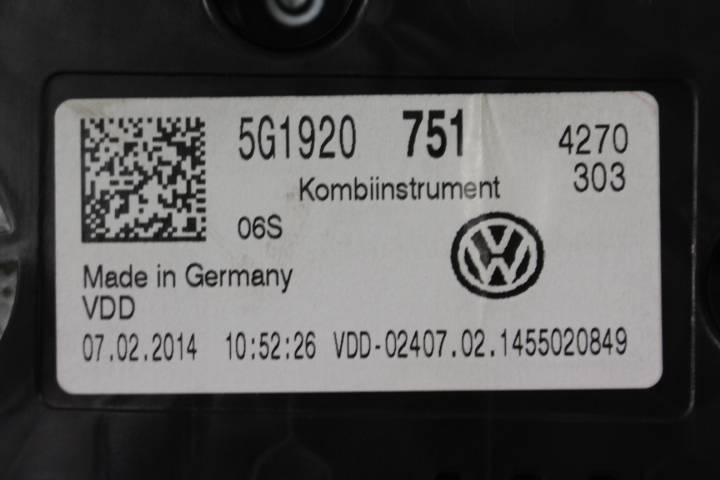 5G1920 751 4270
Kombiinstrument 303
06S
Made in Germany
VDD
07.02.2014 10:52:26 VDD-02407.02.1455020849